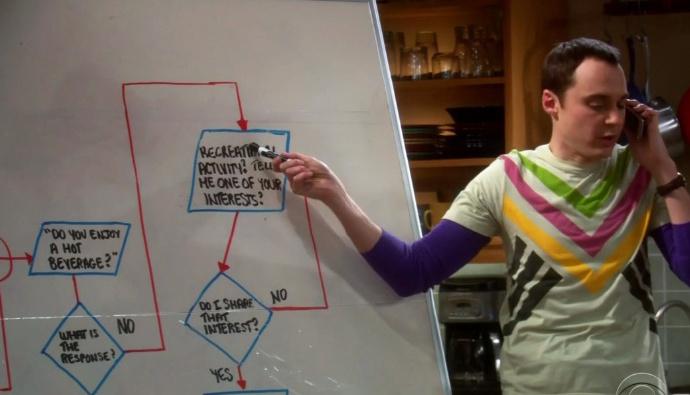 RECREATION
ACTIVITY? TELL
ME ONE OF YOUR
INTERESTS?
"DO YOU ENJOY
A HOT
BEVERAGE?"
WHAT IS
THE
RESPONSE?
NO
DO I SHARE
THAT
INTEREST?
NO
YES